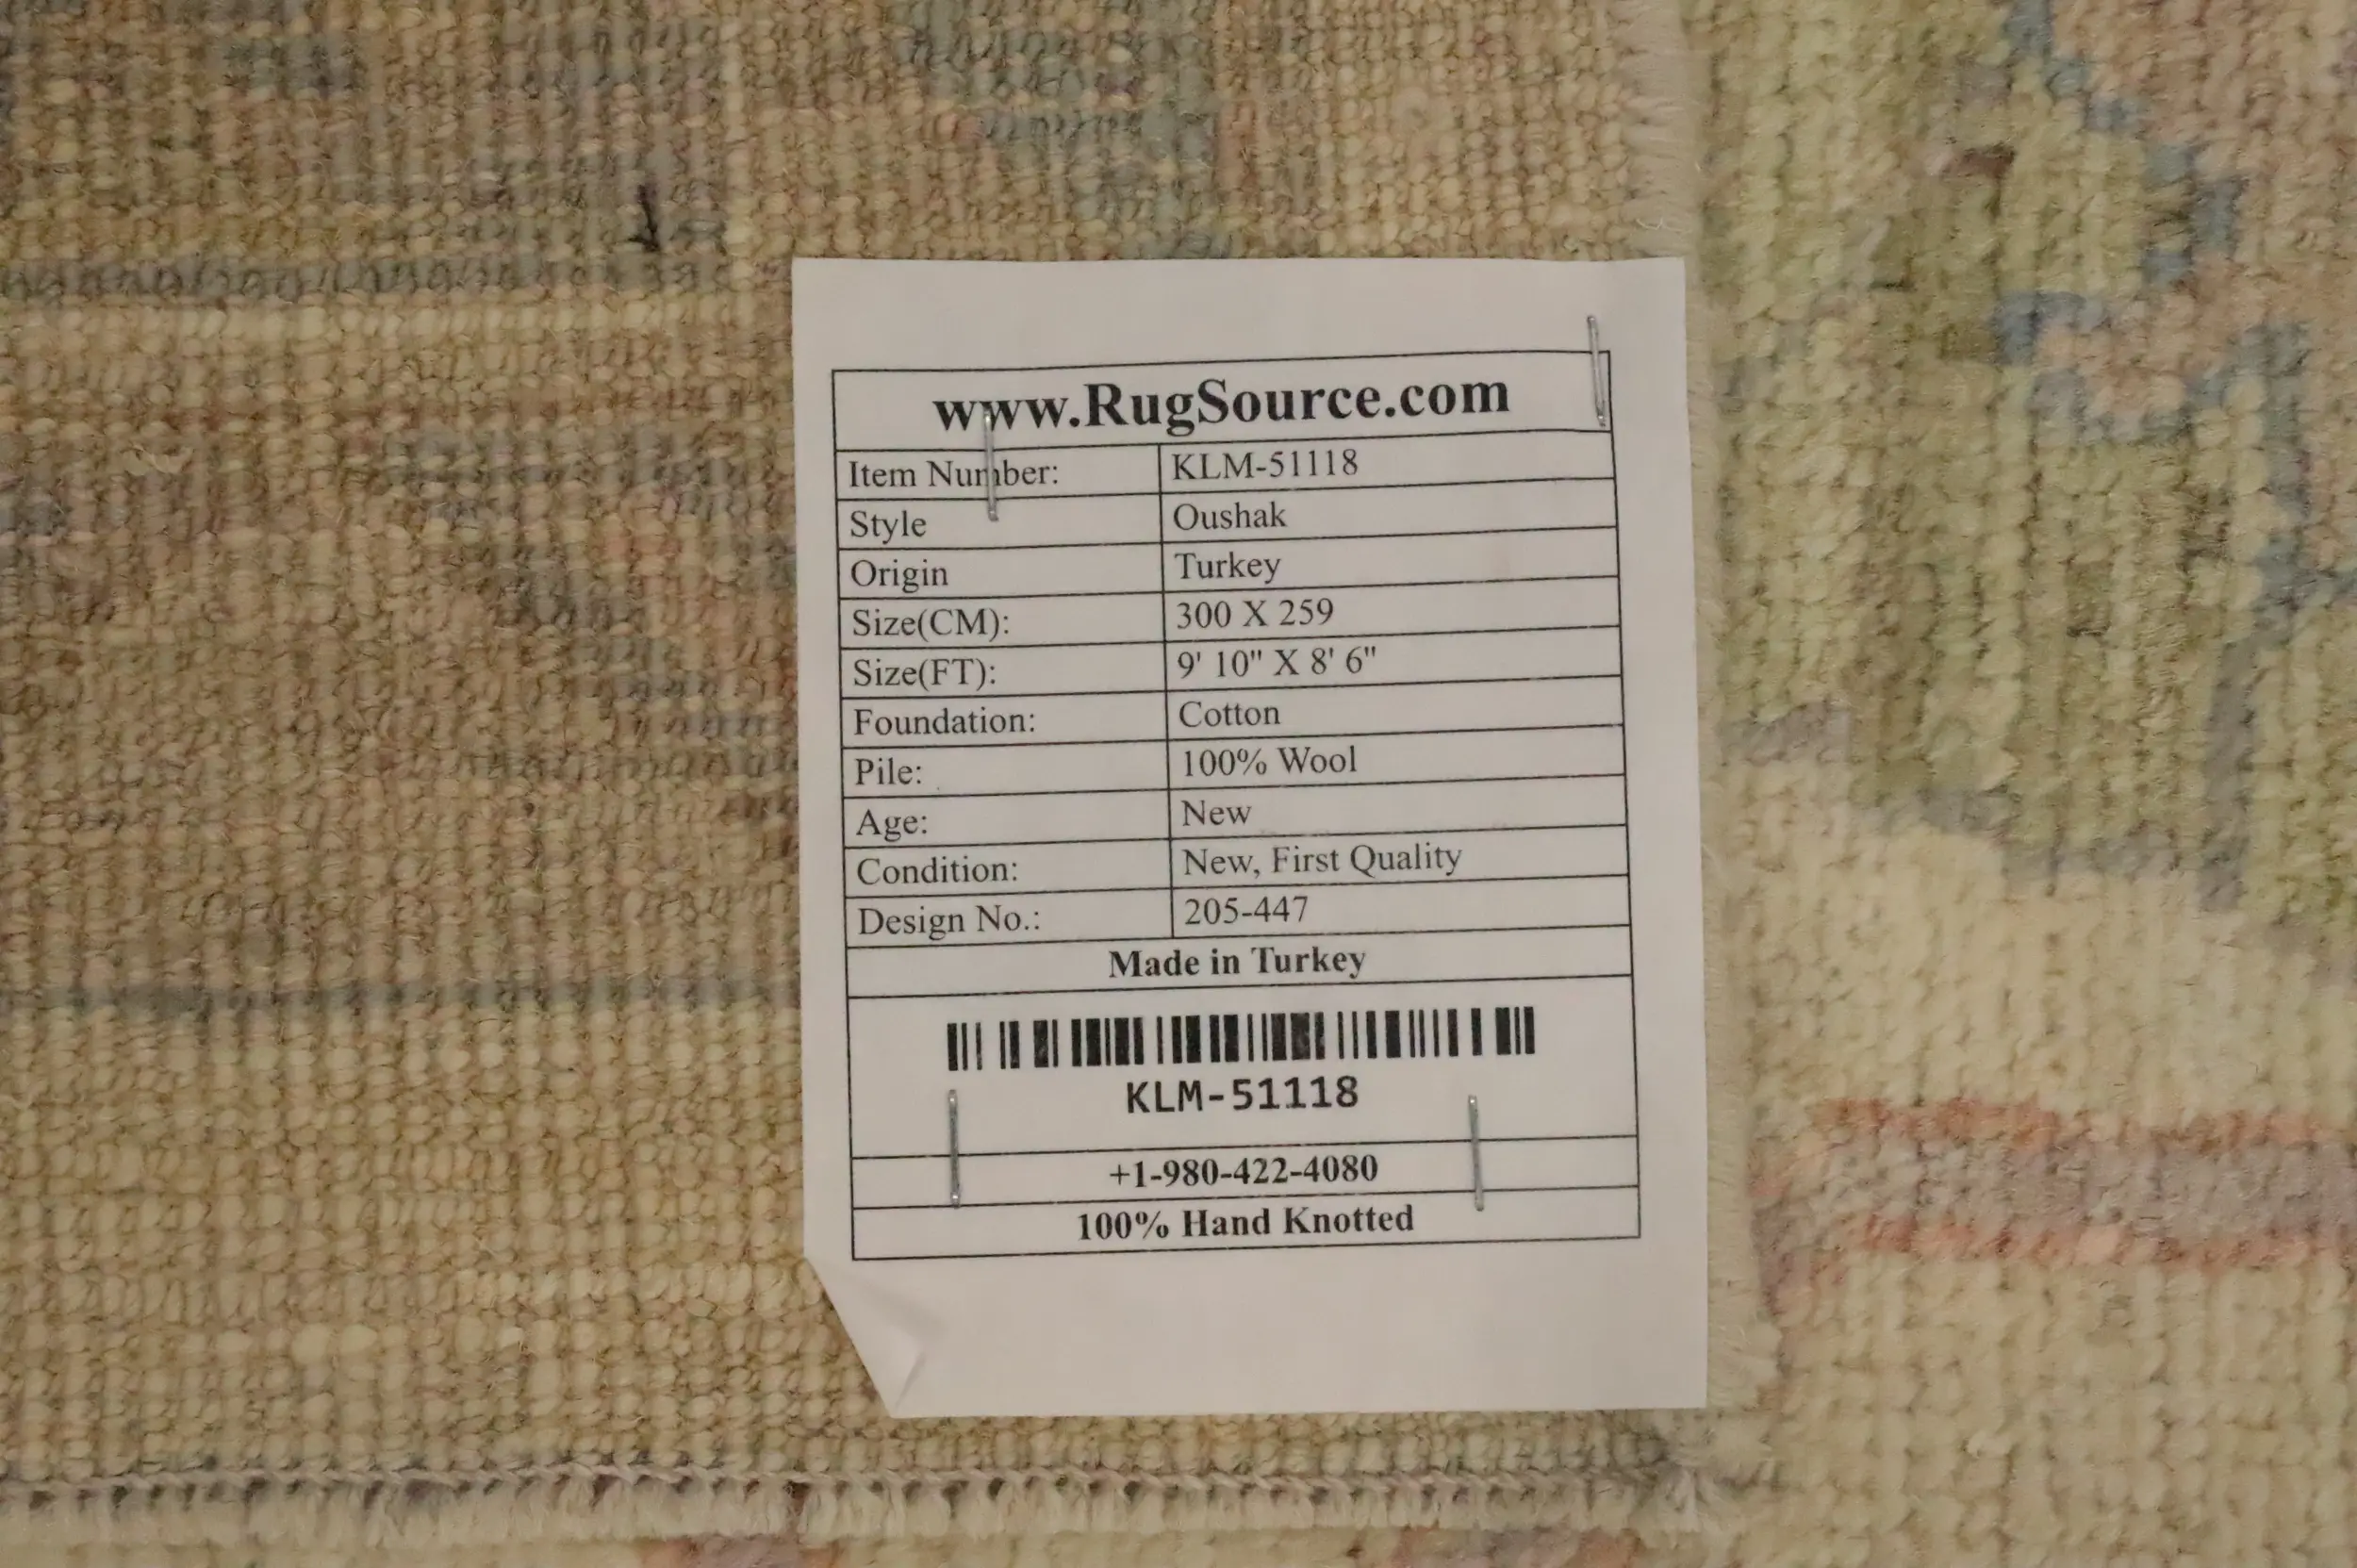 www.RugSource.com
Item Number: KLM-51118
Style Oushak
Origin Turkey
Size(CM): 300 X 259
Size(FT): 9' 10" X 8' 6"
Foundation: Cotton
Pile: 100% Wool
Age: New
Condition: New, First Quality
Design No.: 205-447
Made in Turkey
KLM-51118
+1-980-422-4080
100% Hand Knotted